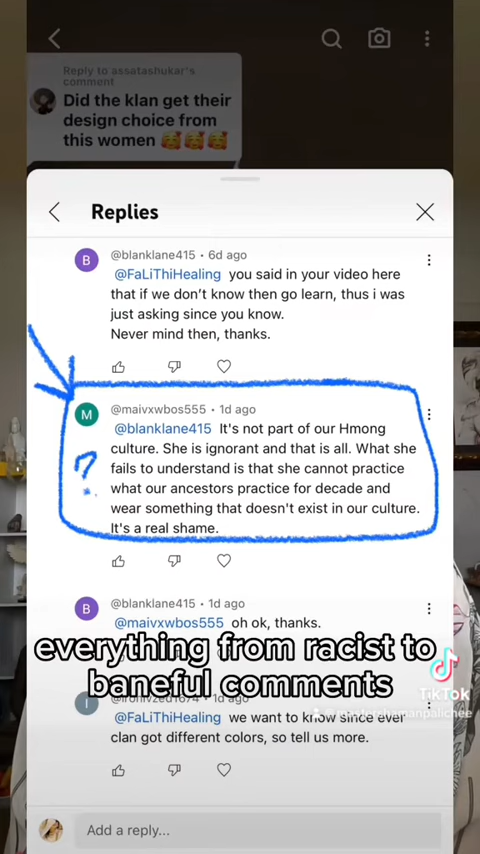 Reply to assatashukar's
comment
Did the klan get their
design choice from
this women 🥰🥰🥰
Replies
B
@blanklane415 • 6d ago
@FaLiThiHealing you said in your video here
that if we don't know then go learn, thus i was
just asking since you know.
Never mind then, thanks.
M
@maivxwbos555 • 1d ago
@blanklane415 It's not part of our Hmong
culture. She is ignorant and that is all. What she
fails to understand is that she cannot practice
what our ancestors practice for decade and
wear something that doesn't exist in our culture.
It's a real shame.
?
B
@blanklane415 • 1d ago
@maivxwbos555 oh ok, thanks.
everything from racist to
baneful comments
TikTok
@mastershamanpalichee
I
1d ago
@FaLiThiHealing we want to know since ever
clan got different colors, so tell us more.
Add a reply...